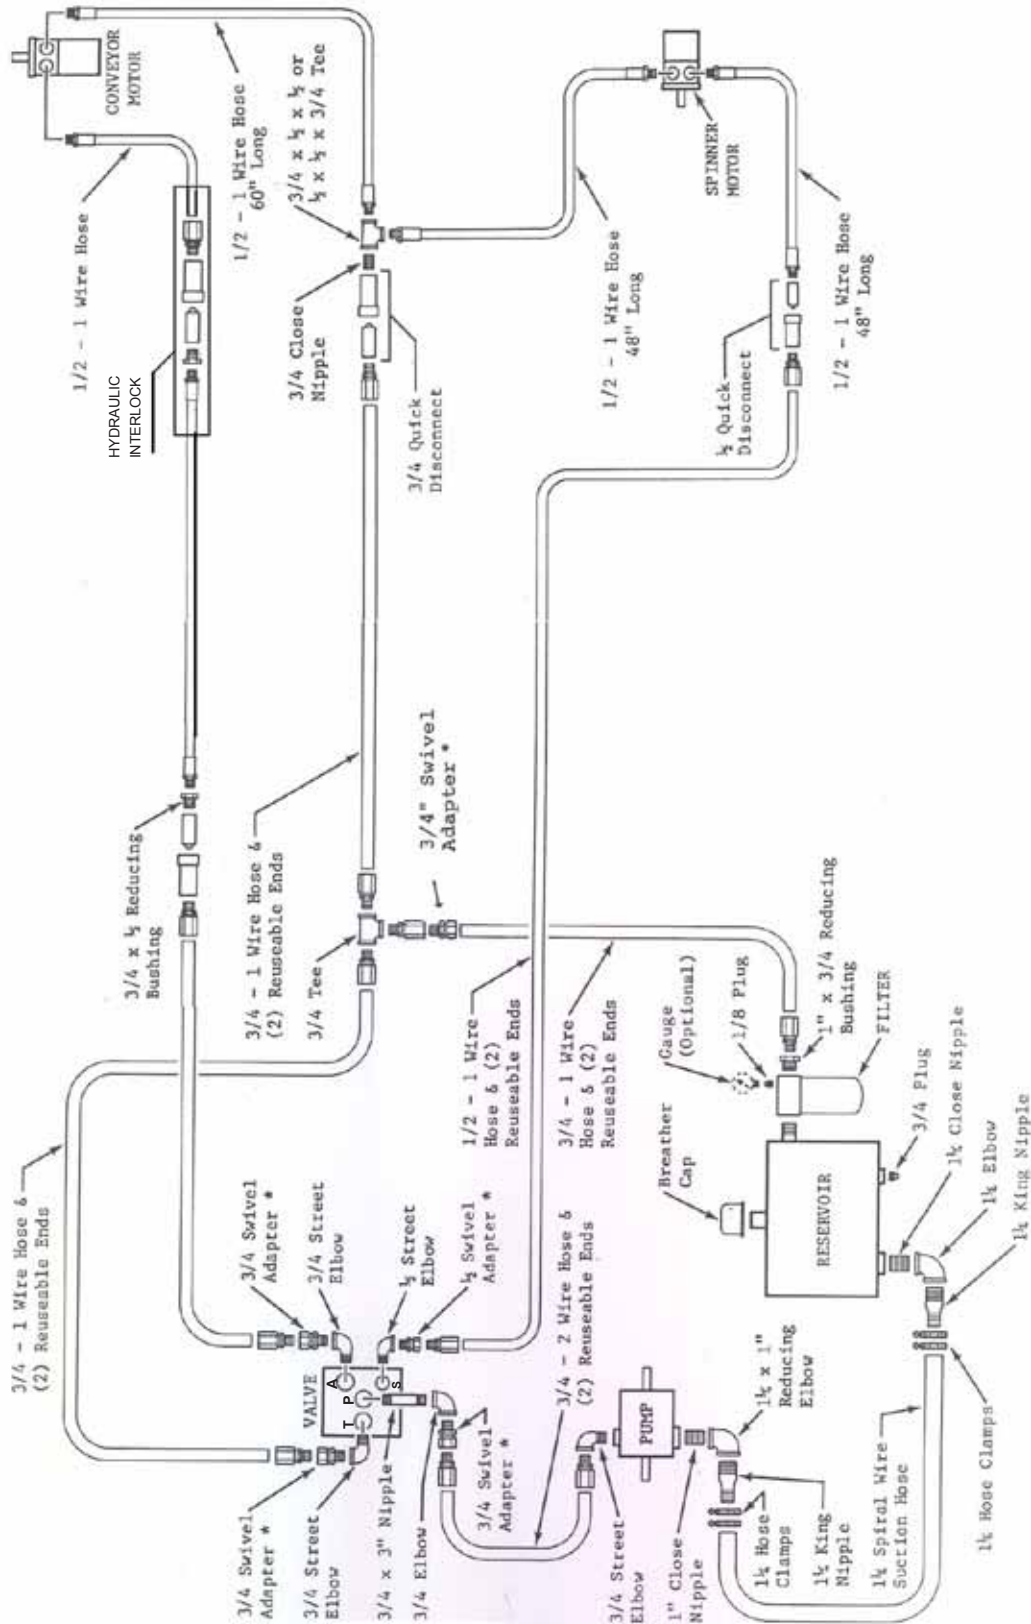 CONVEYOR
MOTOR
1/2 - 1 Wire Hose
HYDRAULIC
INTERLOCK
1/2 - 1 Wire Hose
60" Long
3/4 x ½ x ½ or
½ x ½ x 3/4 Tee
3/4 Close
Nipple
3/4 Quick
Disconnect
1/2 - 1 Wire Hose
48" Long
SPINNER
MOTOR
½ Quick
Disconnect
1/2 - 1 Wire Hose
48" Long
3/4 x ½ Reducing
Bushing
3/4 - 1 Wire Hose &
(2) Reuseable Ends
3/4 Tee
3/4" Swivel
Adapter *
3/4 - 1 Wire Hose &
(2) Reuseable Ends
3/4 Swivel
Adapter *
3/4 Street
Elbow
½ Street
Elbow
½ Swivel
Adapter *
1/2 - 1 Wire
Hose & (2)
Reuseable Ends
3/4 - 1 Wire
Hose & (2)
Reuseable Ends
Gauge
(Optional)
1/8 Plug
1" x 3/4 Reducing
Bushing
FILTER
Breather
Cap
RESERVOIR
3/4 Plug
1¼ Close Nipple
1¼ Elbow
1¼ King Nipple
VALVE
A
P
T
S
3/4 Swivel
Adapter *
3/4 Street
Elbow
3/4 x 3" Nipple
3/4 Elbow
3/4 Swivel
Adapter *
3/4 - 2 Wire Hose &
(2) Reuseable Ends
PUMP
3/4 Street
Elbow
1" Close
Nipple
1¼ x 1"
Reducing
Elbow
1¼ Hose
Clamps
1¼ King
Nipple
1¼ Spiral Wire
Suction Hose
1¼ Hose Clamps